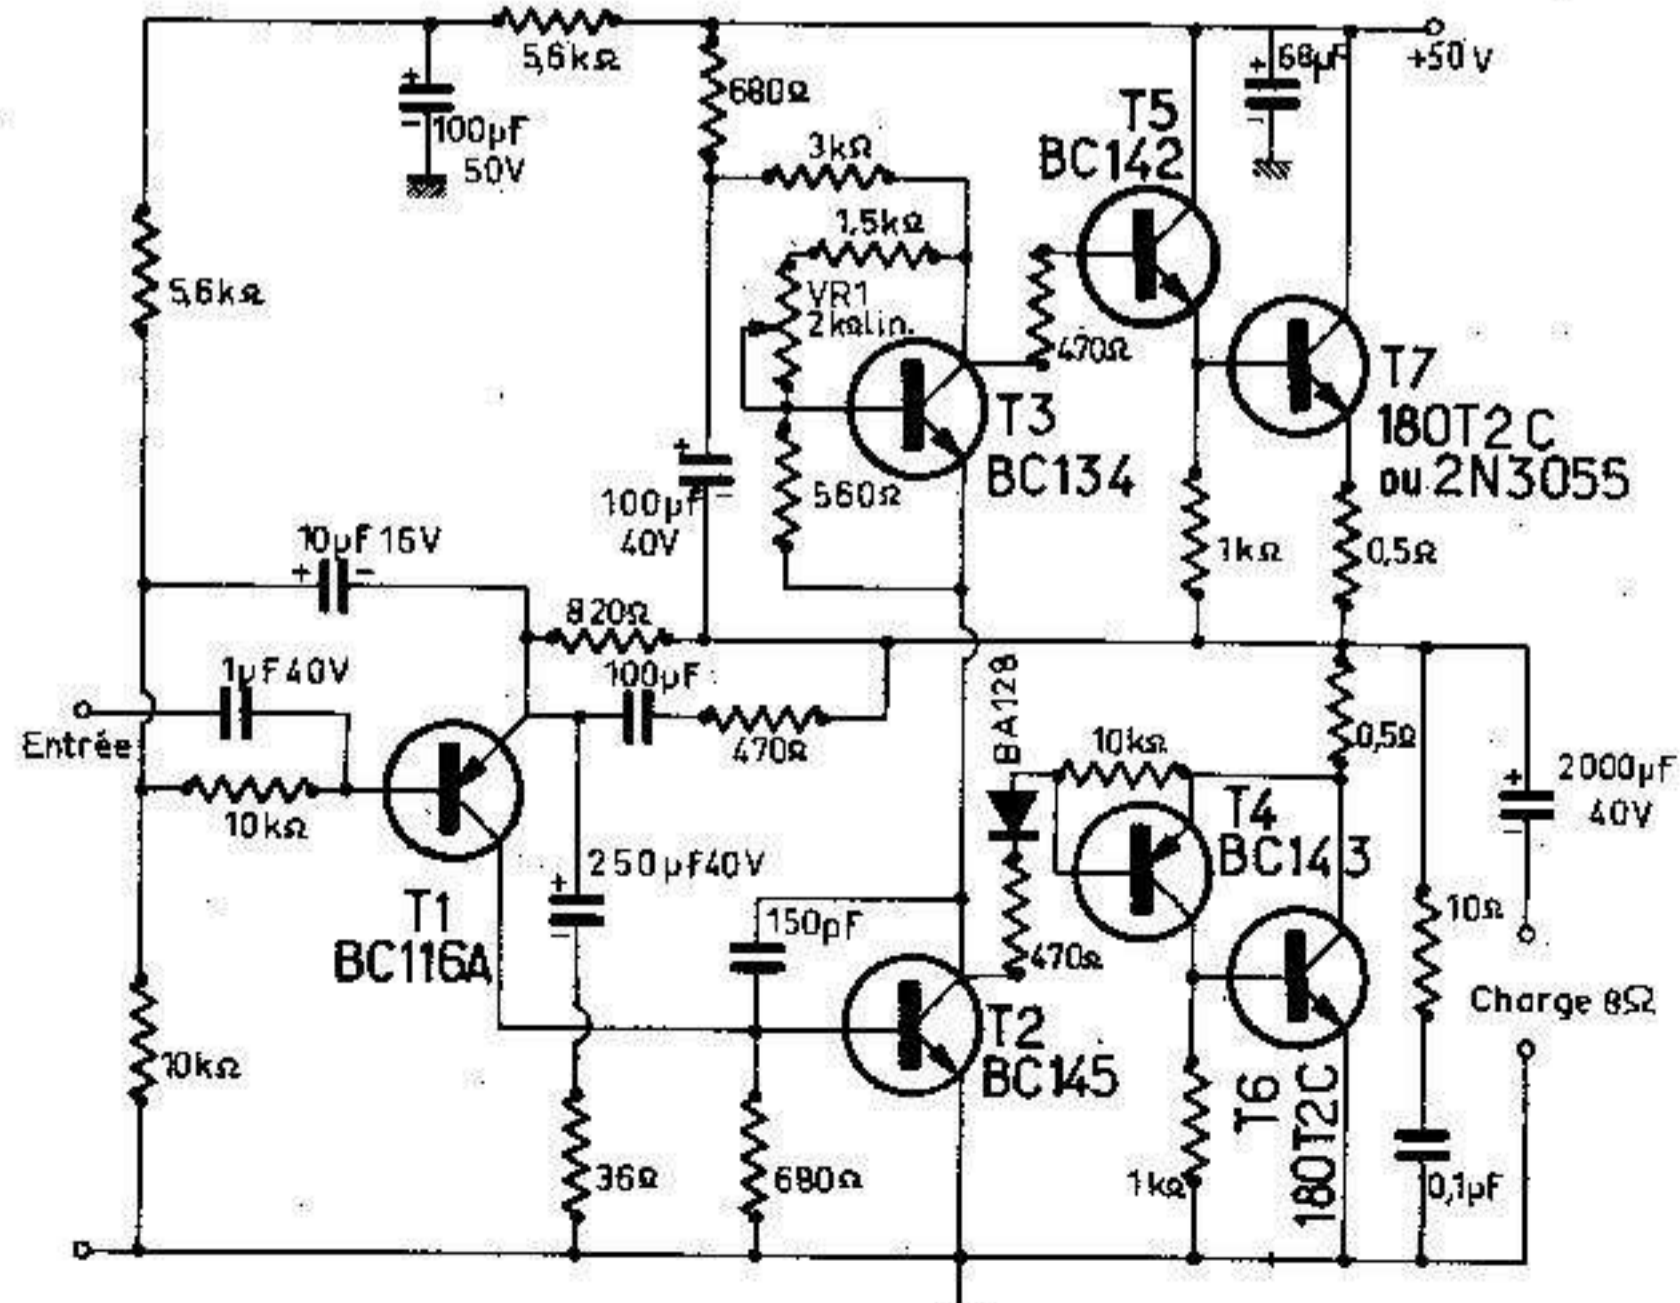 5,6kΩ
+50V
100µF
50V
680Ω
68µF
3kΩ
T5
BC142
1,5kΩ
5,6kΩ
VR1
2kΩlin.
470Ω
T7
180T2C
ou 2N3055
T3
BC134
560Ω
100µF
40V
1kΩ
0,5Ω
10µF 16V
820Ω
1µF 40V
100µF
BA128
Entrée
470Ω
10kΩ
0,5Ω
2000µF
40V
10kΩ
T4
BC143
250µF 40V
T1
BC116A
150pF
470Ω
10Ω
Charge 8Ω
T2
BC145
10kΩ
T6
180T2C
36Ω
680Ω
1kΩ
0,1µF